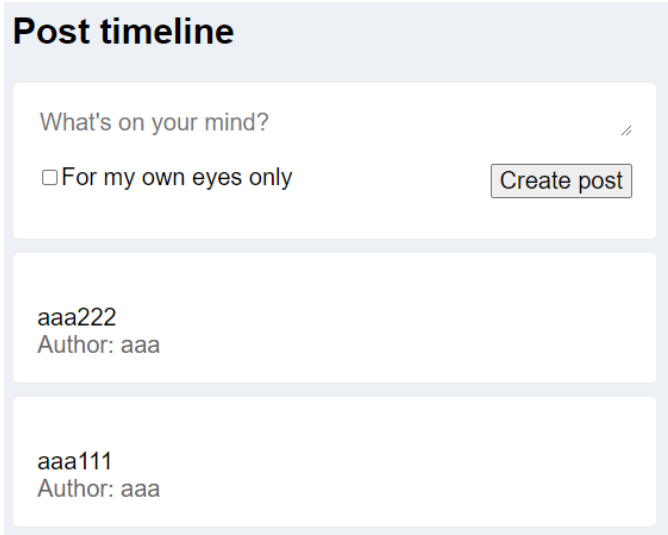 Post timeline
What's on your mind?
For my own eyes only
Create post
aaa222
Author: aaa
aaa111
Author: aaa